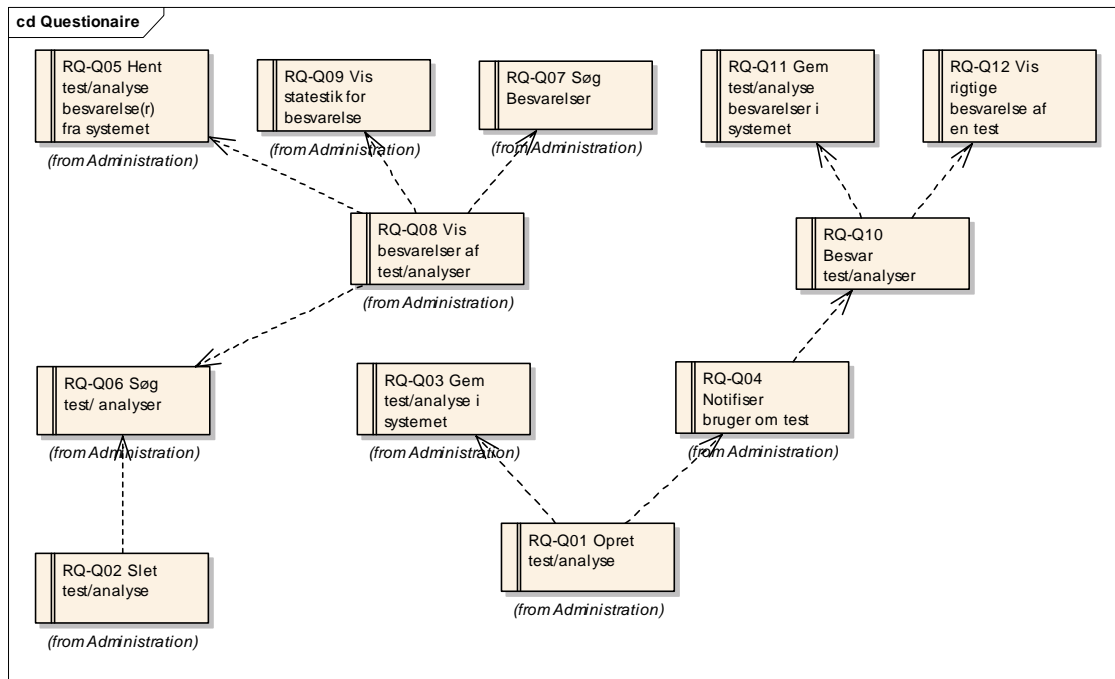 cd Questionaire
RQ-Q05 Hent
test/analyse
besvarelse(r)
fra systemet
(from Administration)
RQ-Q09 Vis
statestik for
besvarelse
(from Administration)
RQ-Q07 Søg
Besvarelser
(from Administration)
RQ-Q11 Gem
test/analyse
besvarelser i
systemet
RQ-Q12 Vis
rigtige
besvarelse af
en test
RQ-Q08 Vis
besvarelser af
test/analyser
(from Administration)
RQ-Q10
Besvar
test/analyser
RQ-Q06 Søg
test/ analyser
(from Administration)
RQ-Q03 Gem
test/analyse i
systemet
(from Administration)
RQ-Q04
Notifiser
bruger om test
(from Administration)
RQ-Q02 Slet
test/analyse
(from Administration)
RQ-Q01 Opret
test/analyse
(from Administration)